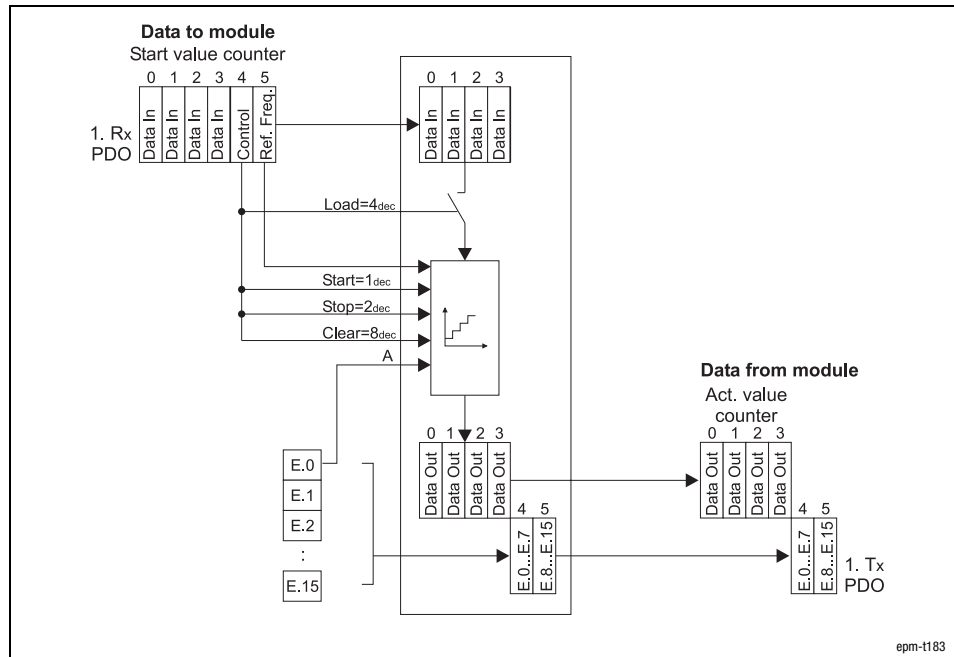 Data to module
Start value counter
0 1 2 3 4 5
Data In
Data In
Data In
Data In
Control
Ref. Freq.
1. Rx
PDO
0 1 2 3
Data In
Data In
Data In
Data In
Load=4dec
Start=1dec
Stop=2dec
Clear=8dec
A
Data from module
Act. value
counter
0 1 2 3
Data Out
Data Out
Data Out
Data Out
4 5
E.0...E.7
E.8...E.15
0 1 2 3
Data Out
Data Out
Data Out
Data Out
4 5
E.0...E.7
E.8...E.15
1. Tx
PDO
E.0
E.1
E.2
:
E.15
epm-t183